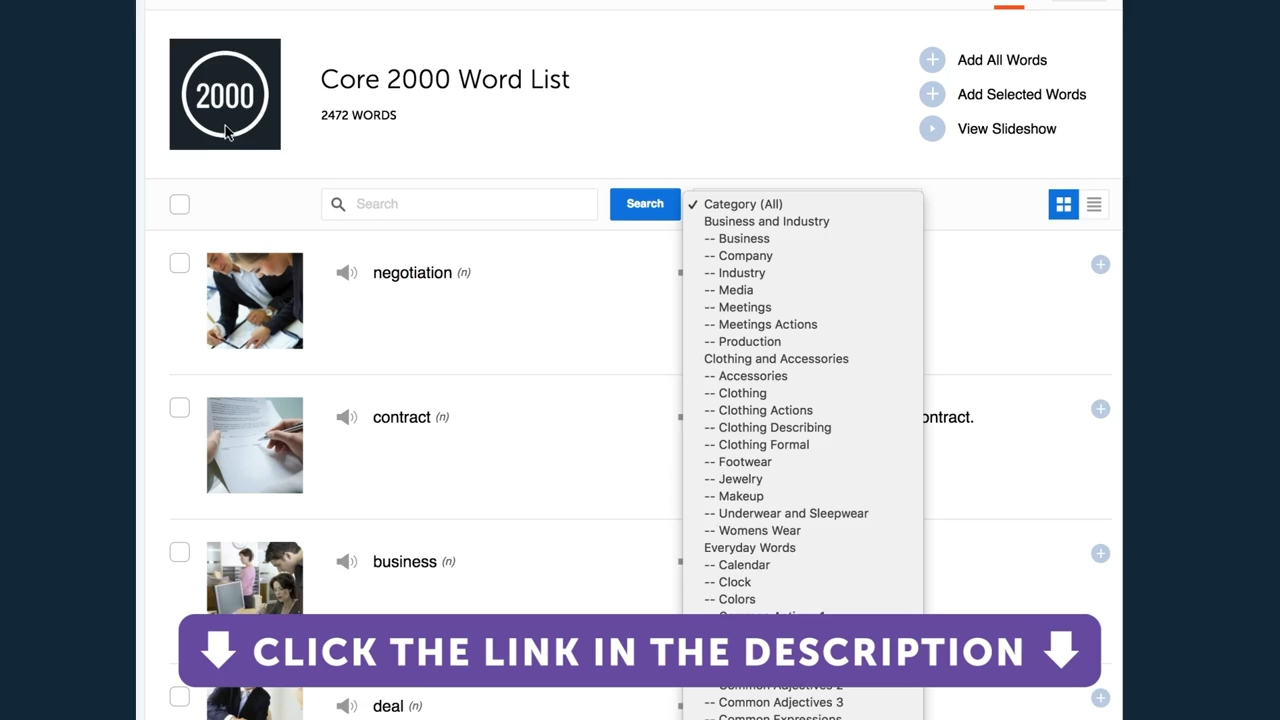 2000
Core 2000 Word List
2472 WORDS
Add All Words
Add Selected Words
View Slideshow
Search
Search
✓ Category (All)
Business and Industry
-- Business
-- Company
-- Industry
-- Media
-- Meetings
-- Meetings Actions
-- Production
Clothing and Accessories
-- Accessories
-- Clothing
-- Clothing Actions
-- Clothing Describing
-- Clothing Formal
-- Footwear
-- Jewelry
-- Makeup
-- Underwear and Sleepwear
-- Womens Wear
Everyday Words
-- Calendar
-- Clock
-- Colors
-- Common Adjectives 3
-- Common Expressions
negotiation (n)
contract (n)
ontract.
business (n)
deal (n)
CLICK THE LINK IN THE DESCRIPTION